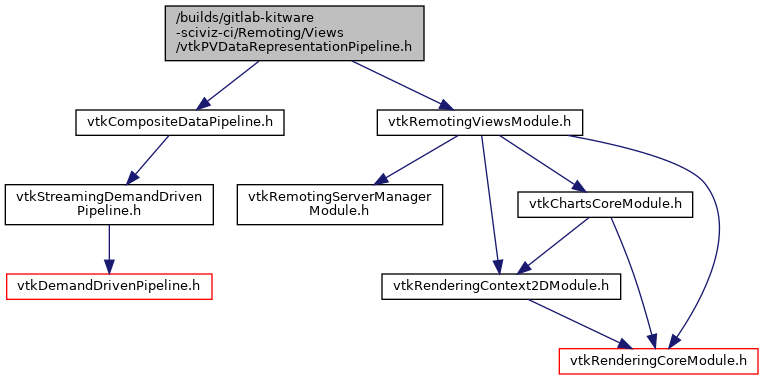 /builds/gitlab-kitware
-sciviz-ci/Remoting/Views
/vtkPVDataRepresentationPipeline.h
vtkCompositeDataPipeline.h
vtkRemotingViewsModule.h
vtkStreamingDemandDriven
Pipeline.h
vtkRemotingServerManager
Module.h
vtkChartsCoreModule.h
vtkDemandDrivenPipeline.h
vtkRenderingContext2DModule.h
vtkRenderingCoreModule.h